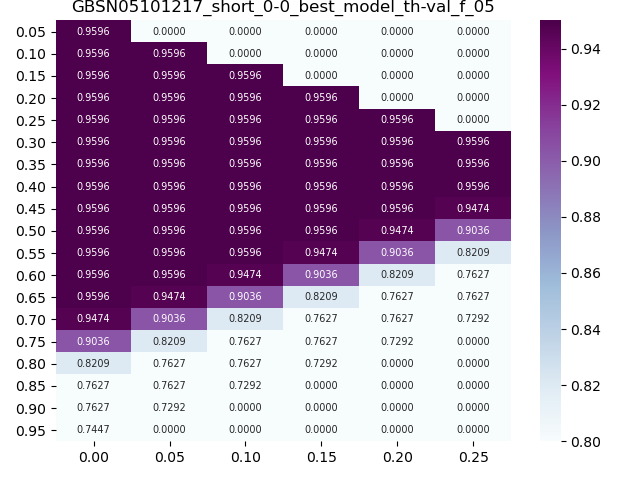 GBSN05101217_short_0-0_best_model_th-val_f_05
0.05 0.9596 0.0000 0.0000 0.0000 0.0000 0.0000
0.10 0.9596 0.9596 0.0000 0.0000 0.0000 0.0000
0.15 0.9596 0.9596 0.9596 0.0000 0.0000 0.0000
0.20 0.9596 0.9596 0.9596 0.9596 0.0000 0.0000
0.25 0.9596 0.9596 0.9596 0.9596 0.9596 0.0000
0.30 0.9596 0.9596 0.9596 0.9596 0.9596 0.9596
0.35 0.9596 0.9596 0.9596 0.9596 0.9596 0.9596
0.40 0.9596 0.9596 0.9596 0.9596 0.9596 0.9596
0.45 0.9596 0.9596 0.9596 0.9596 0.9596 0.9474
0.50 0.9596 0.9596 0.9596 0.9596 0.9474 0.9036
0.55 0.9596 0.9596 0.9596 0.9474 0.9036 0.8209
0.60 0.9596 0.9596 0.9474 0.9036 0.8209 0.7627
0.65 0.9596 0.9474 0.9036 0.8209 0.7627 0.7627
0.70 0.9474 0.9036 0.8209 0.7627 0.7627 0.7292
0.75 0.9036 0.8209 0.7627 0.7627 0.7292 0.0000
0.80 0.8209 0.7627 0.7627 0.7292 0.0000 0.0000
0.85 0.7627 0.7627 0.7292 0.0000 0.0000 0.0000
0.90 0.7627 0.7292 0.0000 0.0000 0.0000 0.0000
0.95 0.7447 0.0000 0.0000 0.0000 0.0000 0.0000
0.00 0.05 0.10 0.15 0.20 0.25
0.94
0.92
0.90
0.88
0.86
0.84
0.82
0.80